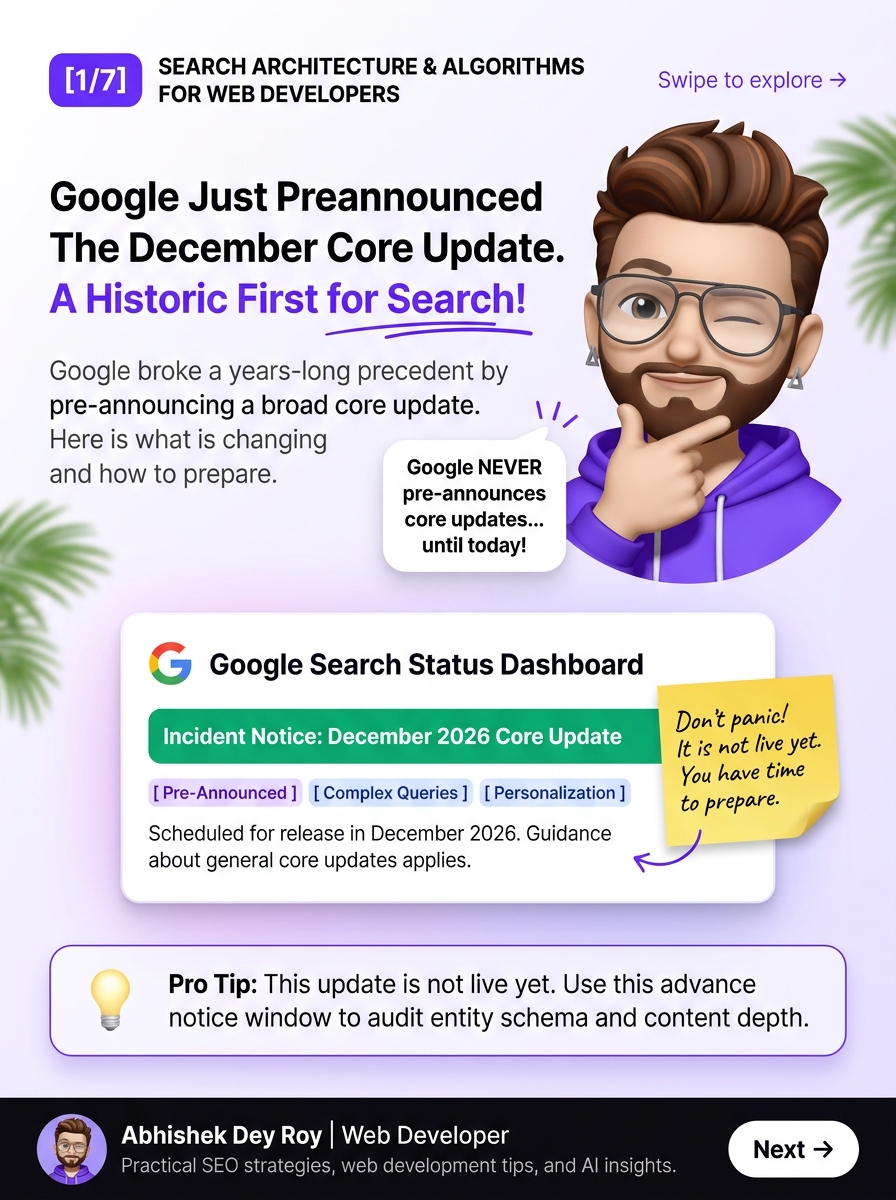 [1/7]
SEARCH ARCHITECTURE & ALGORITHMS
FOR WEB DEVELOPERS
Swipe to explore →
Google Just Preannounced
The December Core Update.
A Historic First for Search!
Google broke a years-long precedent by
pre-announcing a broad core update.
Here is what is changing
and how to prepare.
Google NEVER
pre-announces
core updates...
until today!
Google Search Status Dashboard
Incident Notice: December 2026 Core Update
[ Pre-Announced ] [ Complex Queries ] [ Personalization ]
Scheduled for release in December 2026. Guidance
about general core updates applies.
Don't panic!
It is not live yet.
You have time
to prepare.
Pro Tip: This update is not live yet. Use this advance
notice window to audit entity schema and content depth.
Abhishek Dey Roy | Web Developer
Practical SEO strategies, web development tips, and AI insights.
Next →